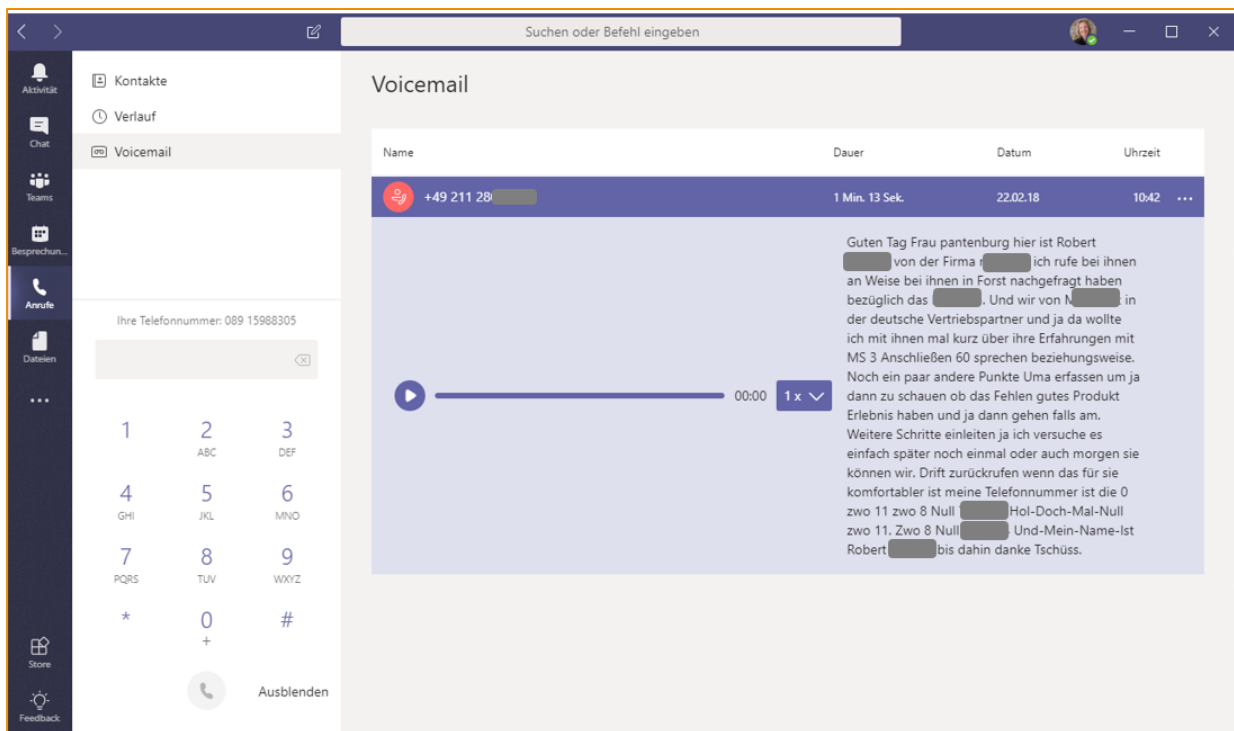 Suchen oder Befehl eingeben
Aktivität
Chat
Teams
Besprechun...
Anrufe
Dateien
Store
Feedback
Kontakte
Verlauf
Voicemail
Ihre Telefonnummer: 089 15988305
1
2
ABC
3
DEF
4
GHI
5
JKL
6
MNO
7
PQRS
8
TUV
9
WXYZ
*
0
+
#
Ausblenden
Voicemail
Name Dauer Datum Uhrzeit
+49 211 28 1 Min. 13 Sek. 22.02.18 10:42 ...
00:00 1 x
Guten Tag Frau pantenburg hier ist Robert
von der Firma ich rufe bei ihnen
an Weise bei ihnen in Forst nachgefragt haben
bezüglich das . Und wir von in
der deutsche Vertriebspartner und ja da wollte
ich mit ihnen mal kurz über ihre Erfahrungen mit
MS 3 Anschließen 60 sprechen beziehungsweise.
Noch ein paar andere Punkte Uma erfassen um ja
dann zu schauen ob das Fehlen gutes Produkt
Erlebnis haben und ja dann gehen falls am.
Weitere Schritte einleiten ja ich versuche es
einfach später noch einmal oder auch morgen sie
können wir. Drift zurückrufen wenn das für sie
komfortabler ist meine Telefonnummer ist die 0
zwo 11 zwo 8 Null Hol-Doch-Mal-Null
zwo 11. Zwo 8 Null Und-Mein-Name-Ist
Robert bis dahin danke Tschüss.